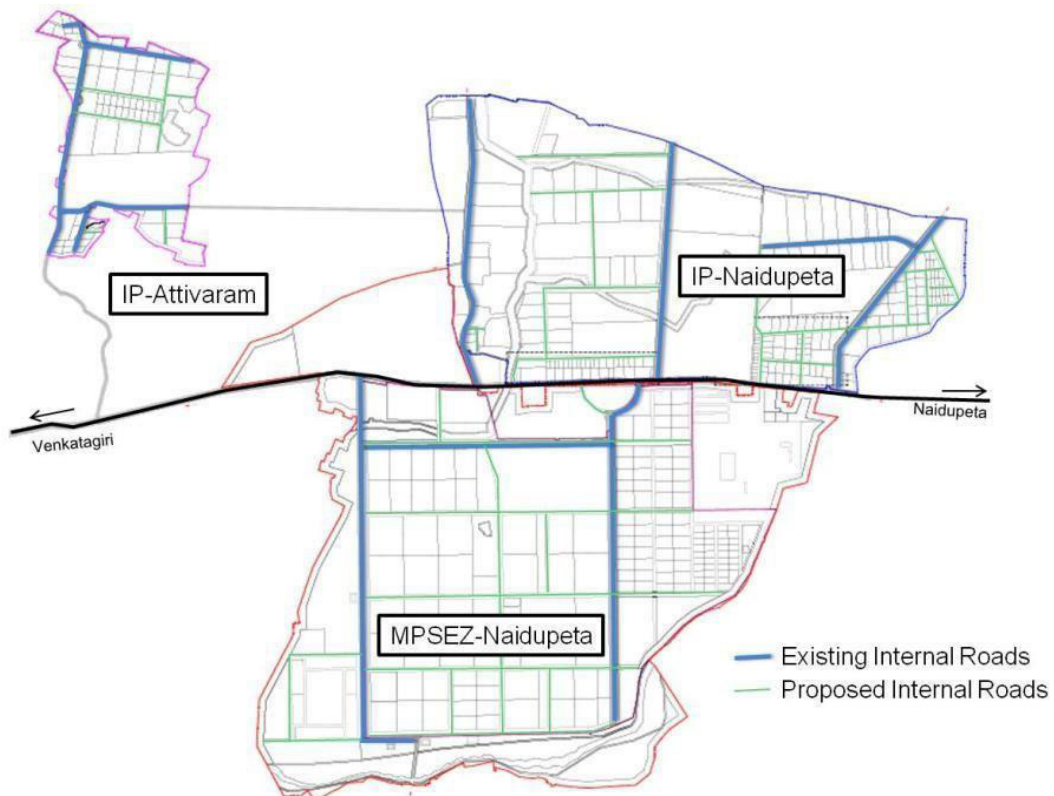 IP-Attivaram
IP-Naidupeta
Venkatagiri
Naidupeta
MPSEZ-Naidupeta
Existing Internal Roads
Proposed Internal Roads